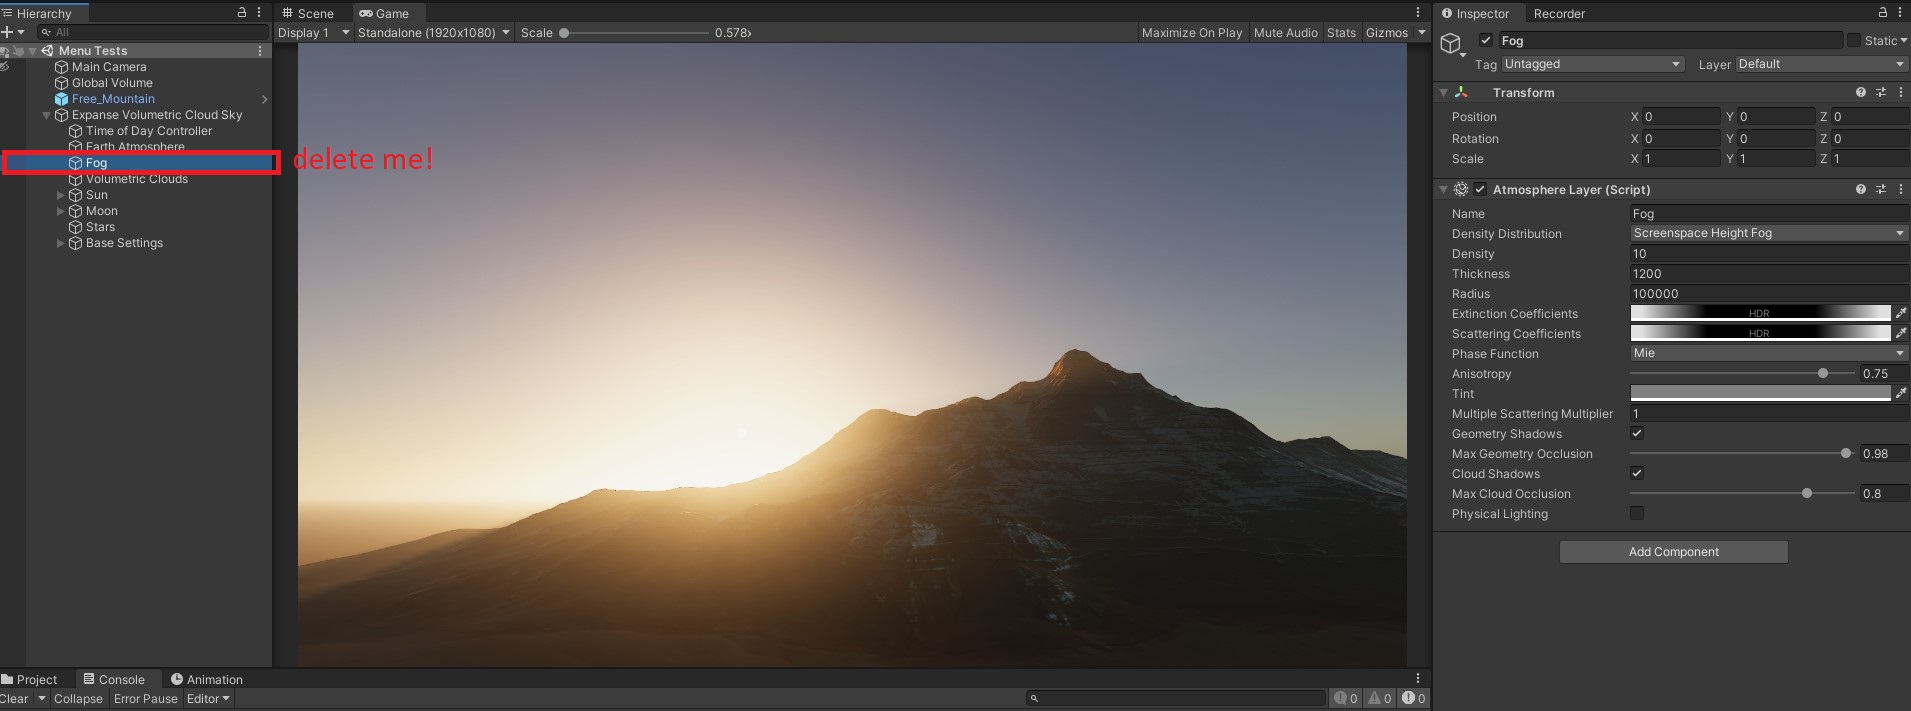 Hierarchy
All
Menu Tests
Main Camera
Global Volume
Free_Mountain
Expanse Volumetric Cloud Sky
Time of Day Controller
Earth Atmosphere
Fog
Volumetric Clouds
Sun
Moon
Stars
Base Settings
delete me!
Scene Game
Display 1 Standalone (1920x1080) Scale 0.578x Maximize On Play Mute Audio Stats Gizmos
Inspector Recorder
Fog Static
Tag Untagged Layer Default
Transform
Position X 0 Y 0 Z 0
Rotation X 0 Y 0 Z 0
Scale X 1 Y 1 Z 1
Atmosphere Layer (Script)
Name Fog
Density Distribution Screenspace Height Fog
Density 10
Thickness 1200
Radius 100000
Extinction Coefficients HDR
Scattering Coefficients HDR
Phase Function Mie
Anisotropy 0.75
Tint
Multiple Scattering Multiplier 1
Geometry Shadows
Max Geometry Occlusion 0.98
Cloud Shadows
Max Cloud Occlusion 0.8
Physical Lighting
Add Component
Project Console Animation
Clear Collapse Error Pause Editor 0 0 0